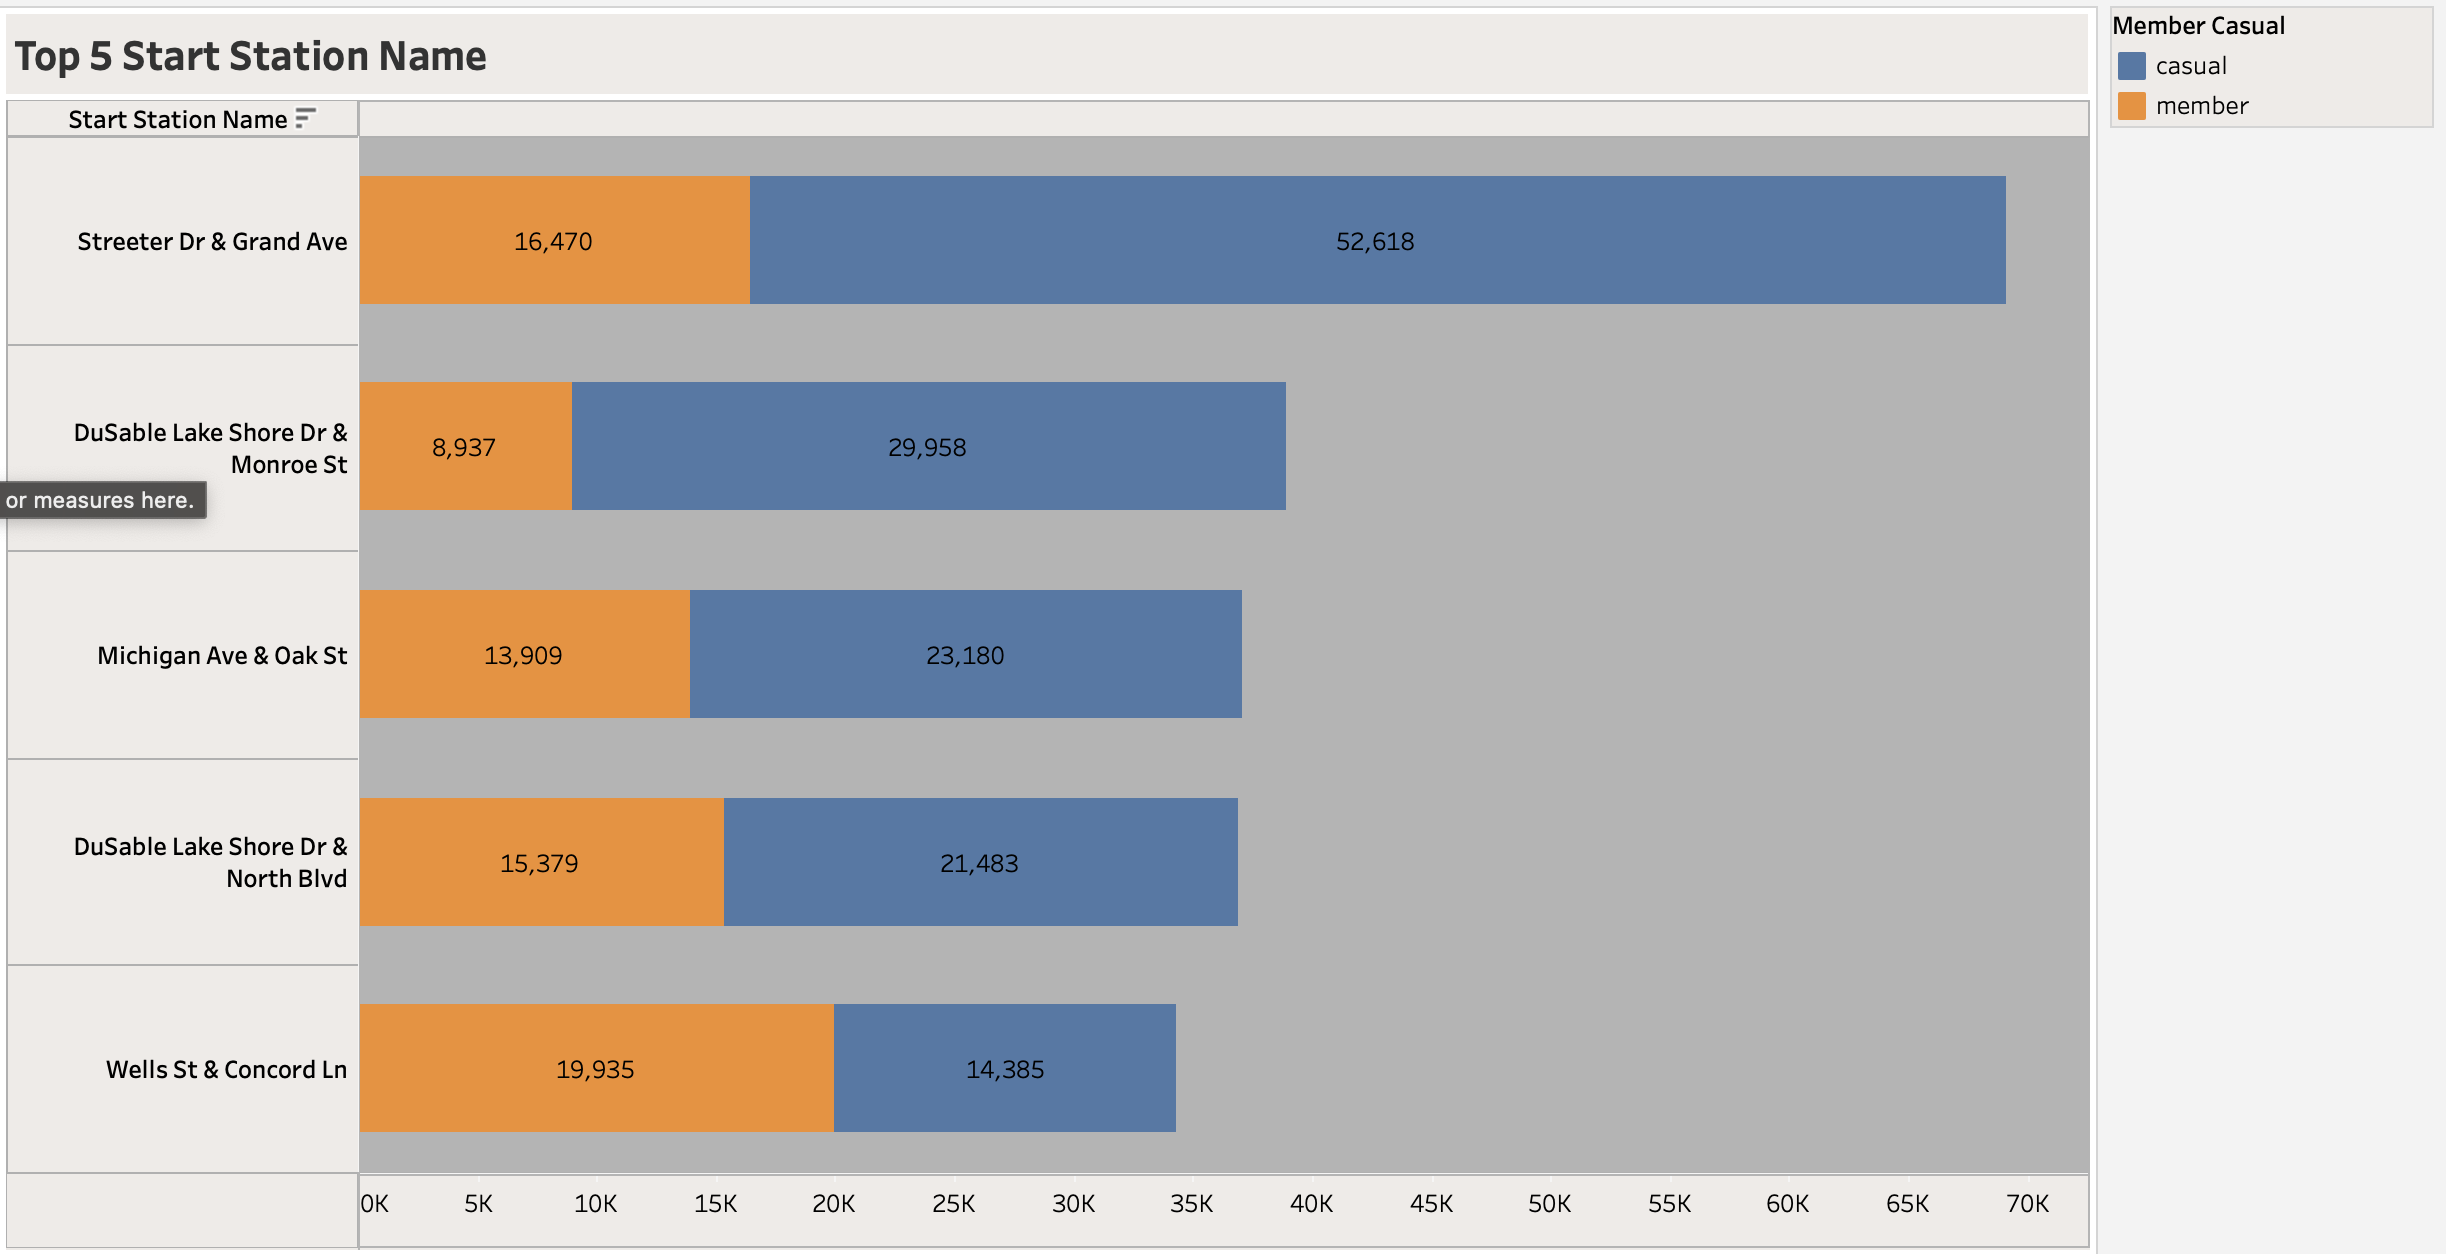 Top 5 Start Station Name
Member Casual
casual
member
Start Station Name
Streeter Dr & Grand Ave
16,470
52,618
DuSable Lake Shore Dr &
Monroe St
8,937
29,958
or measures here.
Michigan Ave & Oak St
13,909
23,180
DuSable Lake Shore Dr &
North Blvd
15,379
21,483
Wells St & Concord Ln
19,935
14,385
0K 5K 10K 15K 20K 25K 30K 35K 40K 45K 50K 55K 60K 65K 70K